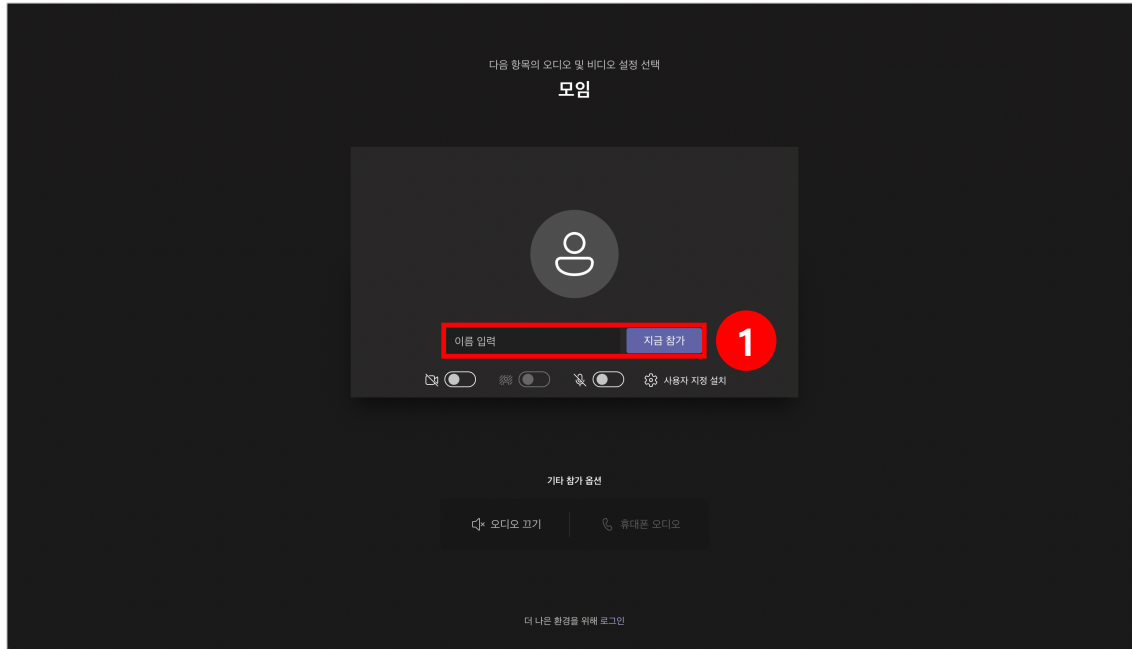 다음 항목의 오디오 및 비디오 설정 선택
모임
이름 입력 지금 참가 1
사용자 지정 설치
기타 참가 옵션
오디오 끄기 휴대폰 오디오
더 나은 환경을 위해 로그인